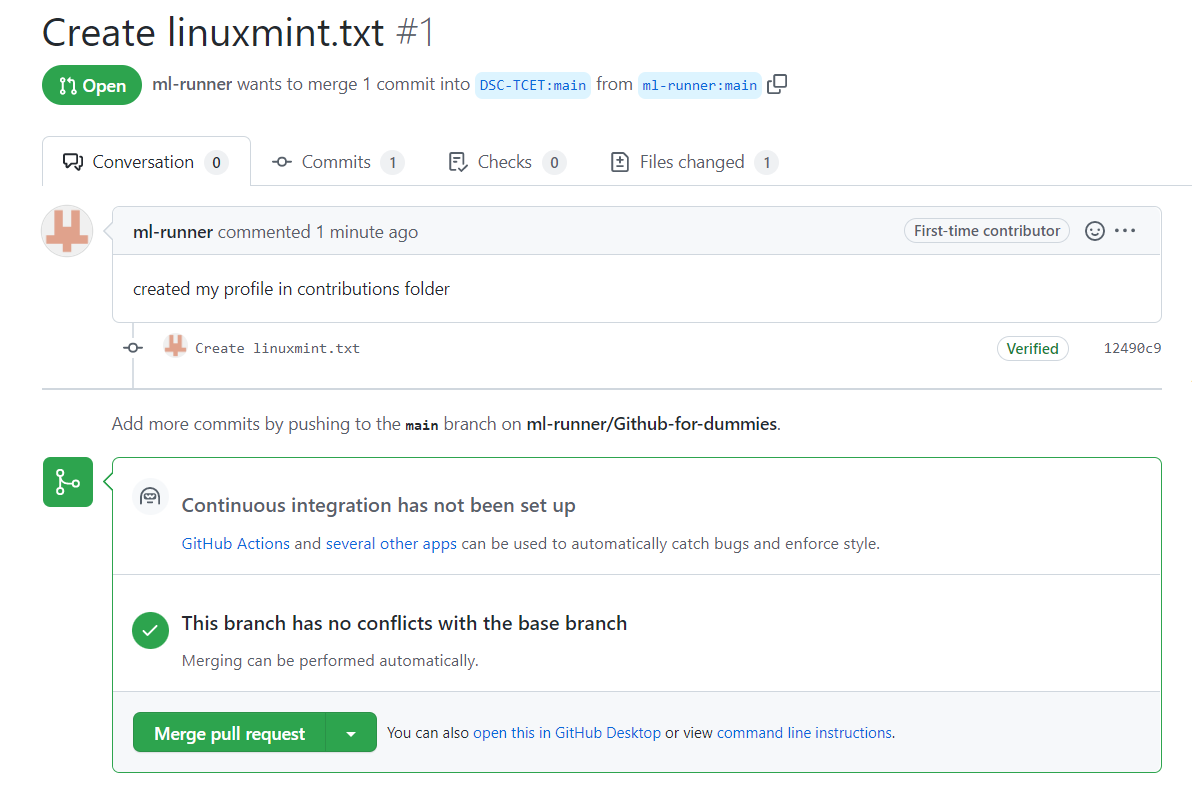 Create linuxmint.txt #1
Open ml-runner wants to merge 1 commit into DSC-TCET:main from ml-runner:main
Conversation 0 Commits 1 Checks 0 Files changed 1
ml-runner commented 1 minute ago First-time contributor
created my profile in contributions folder
Create linuxmint.txt Verified 12490c9
Add more commits by pushing to the main branch on ml-runner/Github-for-dummies.
Continuous integration has not been set up
GitHub Actions and several other apps can be used to automatically catch bugs and enforce style.
This branch has no conflicts with the base branch
Merging can be performed automatically.
Merge pull request You can also open this in GitHub Desktop or view command line instructions.